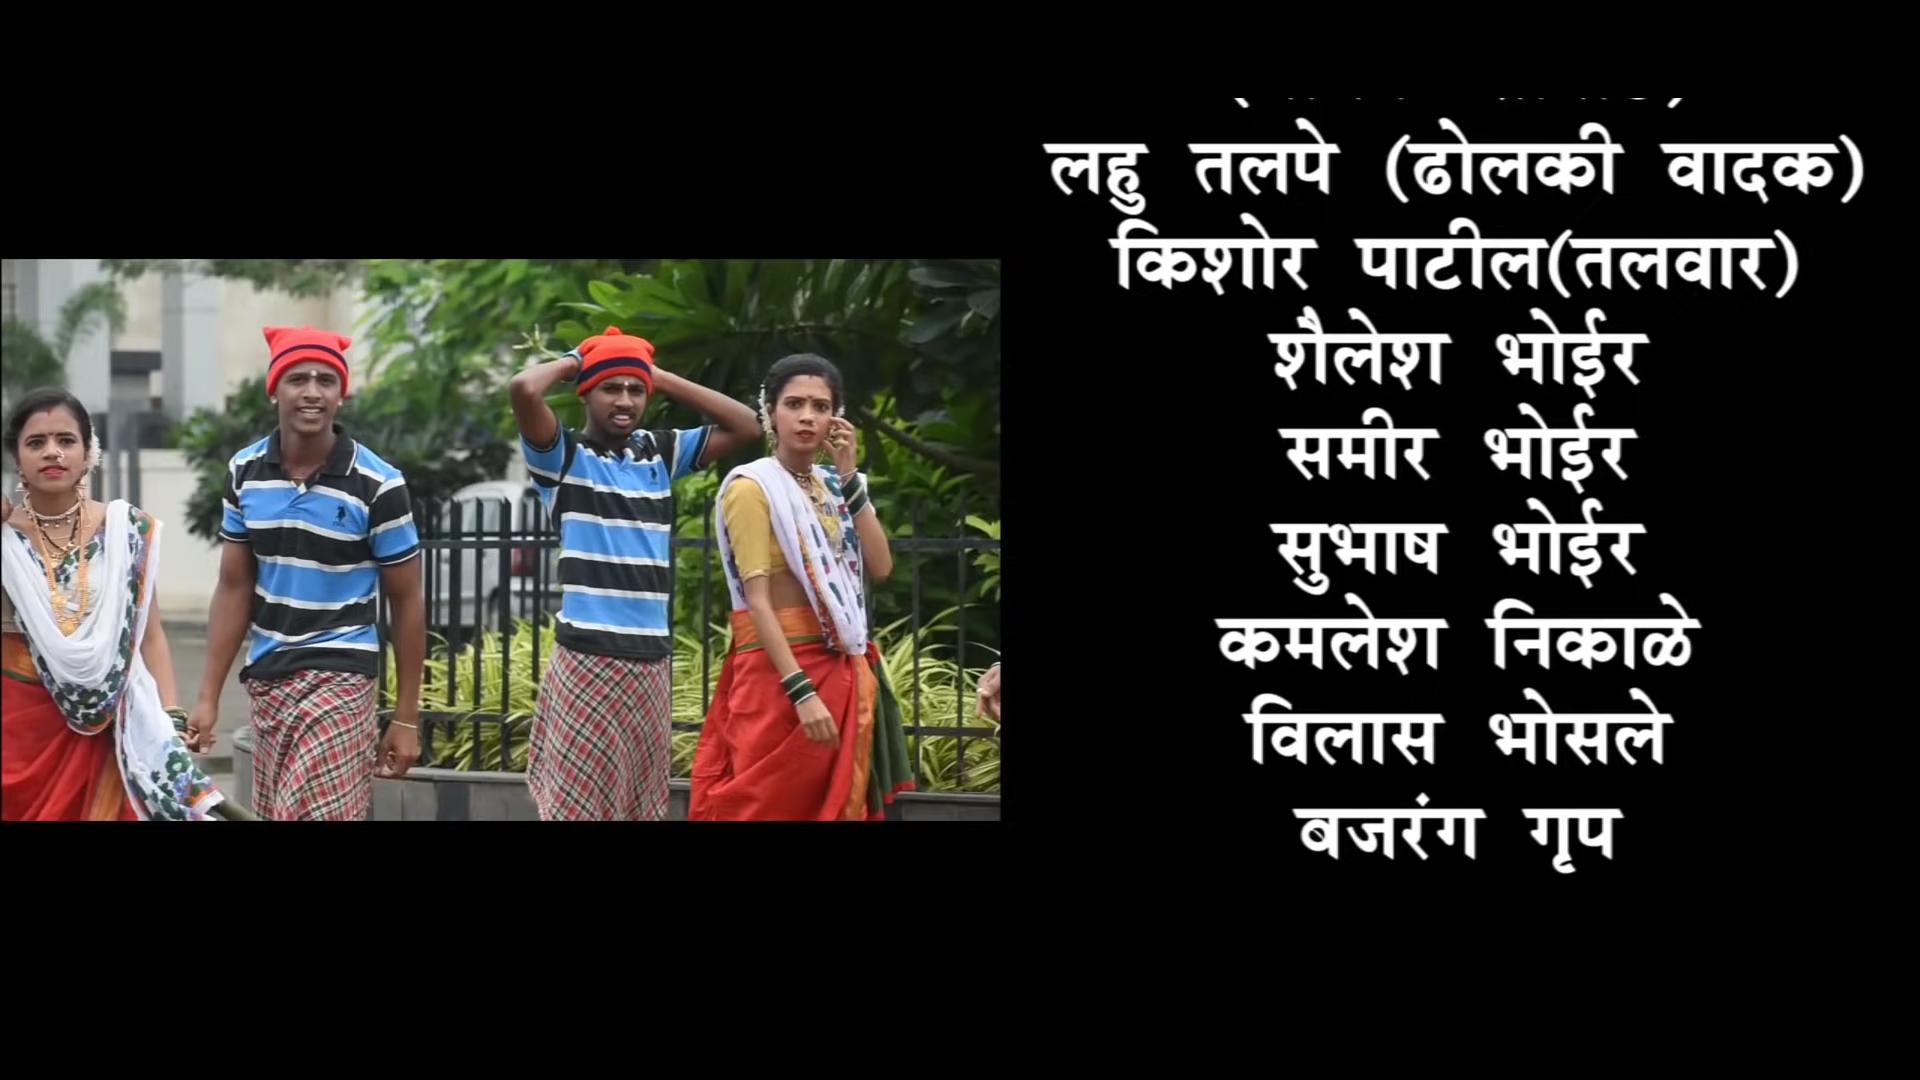 लहु तलपे (ढोलकी वादक)
किशोर पाटील(तलवार)
शैलेश भोईर
समीर भोईर
सुभाष भोईर
कमलेश निकाळे
विलास भोसले
बजरंग गृप